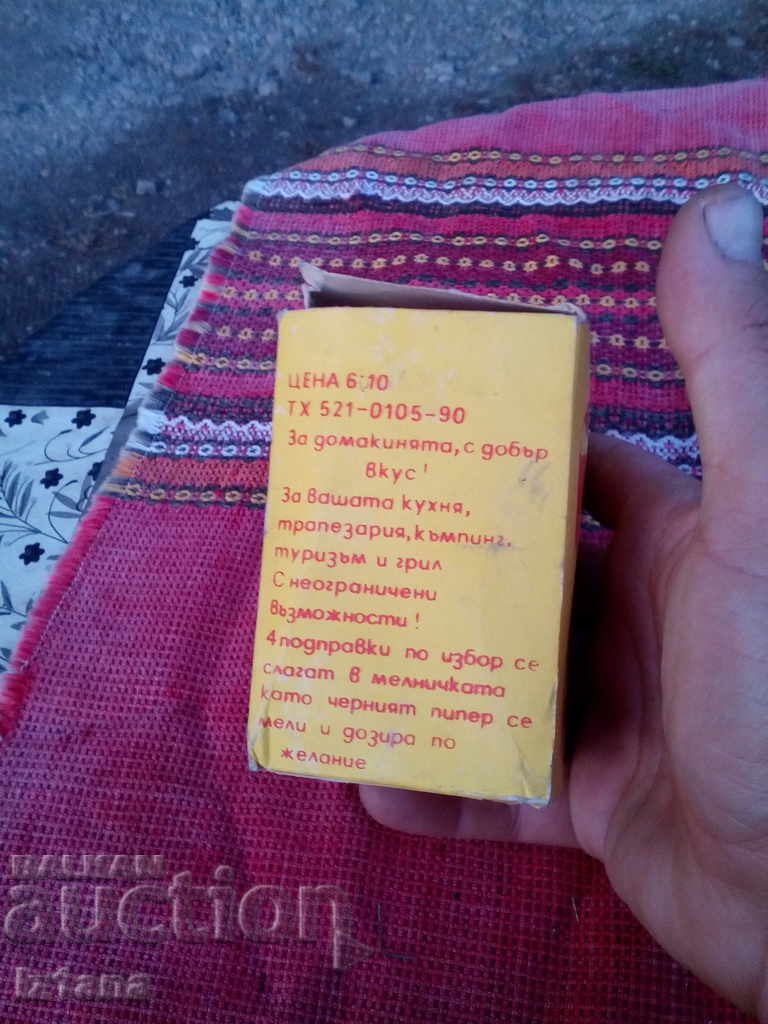 ЦЕНА 6.10
ТХ 521-0105-90
За домакинята, с добър
вкус!
За вашата кухня,
трапезария, къмпинг,
туризъм и грил
С неограничени
възможности!
4 подправки по избор се
слагат в мелничката
като черният пипер се
мели и дозира по
желание
BALKAN
auction
Iz1ana